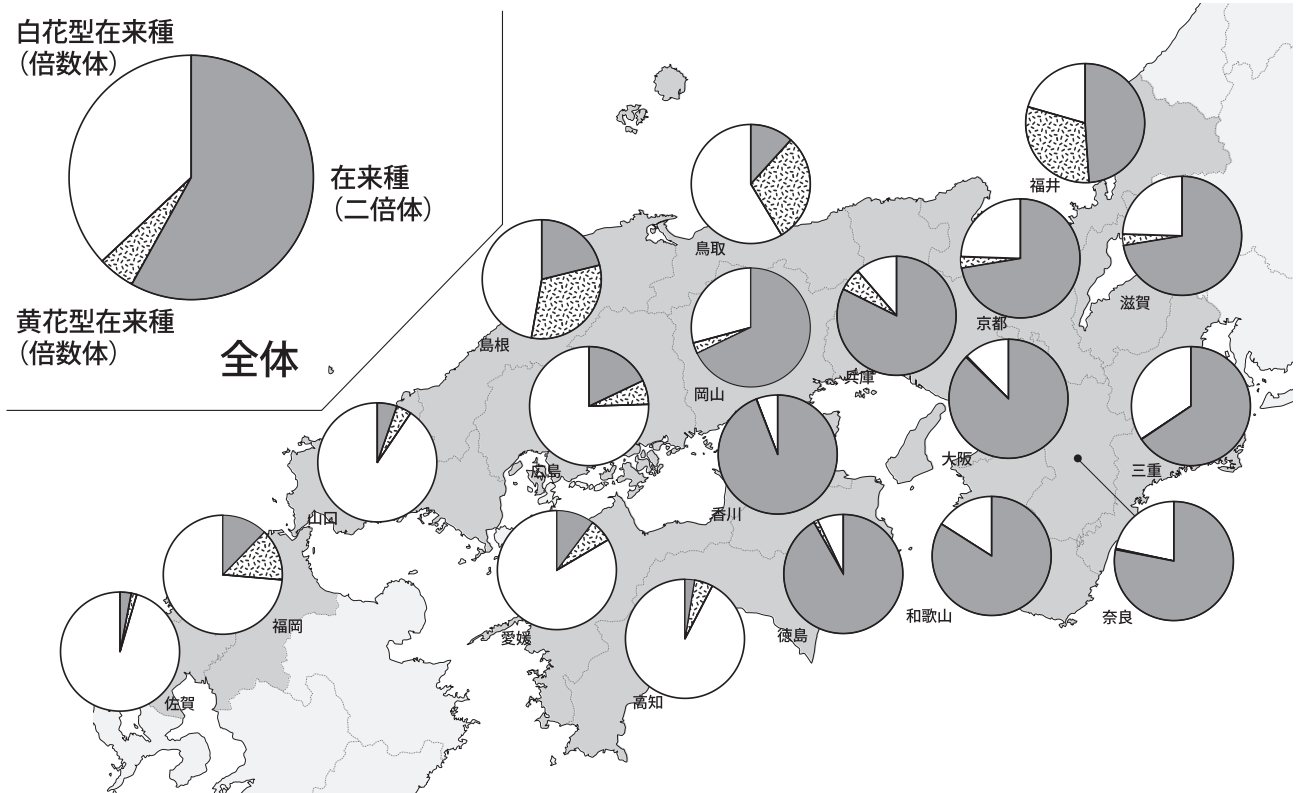 白花型在来種
（倍数体）
在来種
（二倍体）
黄花型在来種
（倍数体）
全体
福井
鳥取
滋賀
京都
島根
兵庫
岡山
大阪
三重
広島
香川
山口
和歌山
奈良
福岡
愛媛
徳島
高知
佐賀